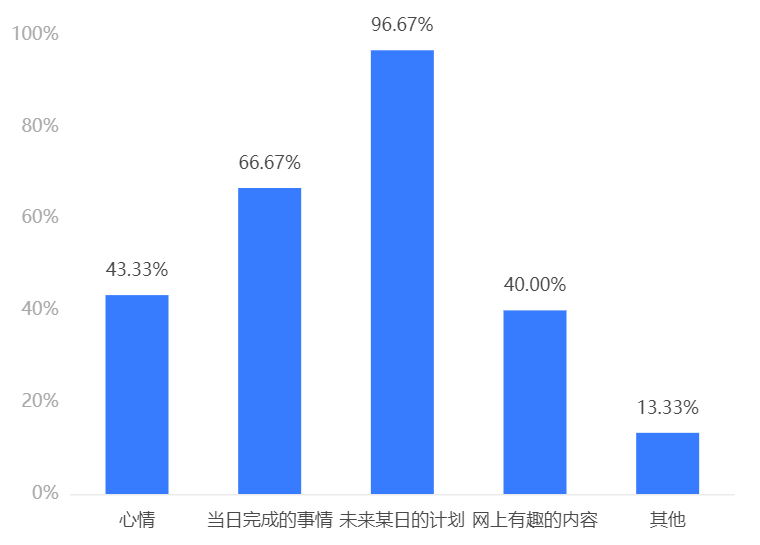 100%
80%
60%
40%
20%
0%
43.33%
66.67%
96.67%
40.00%
13.33%
心情
当日完成的事情
未来某日的计划
网上有趣的内容
其他